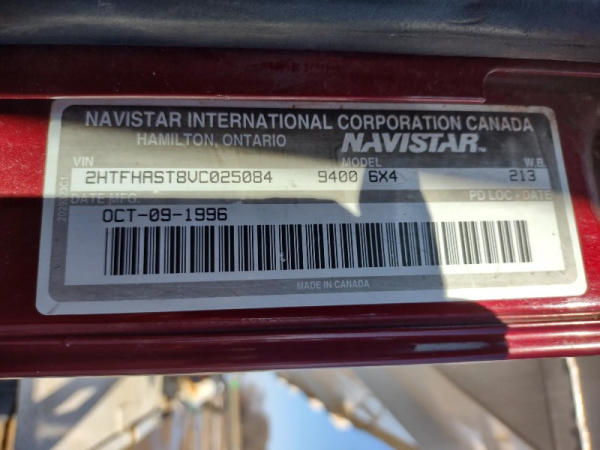 NAVISTAR INTERNATIONAL CORPORATION CANADA
HAMILTON, ONTARIO NAVISTAR
VIN MODEL W.B.
2HTFHAST8VC025084 9400 6X4 213
DATE MFG. PD LOC - DATE
OCT-09-1996
MADE IN CANADA